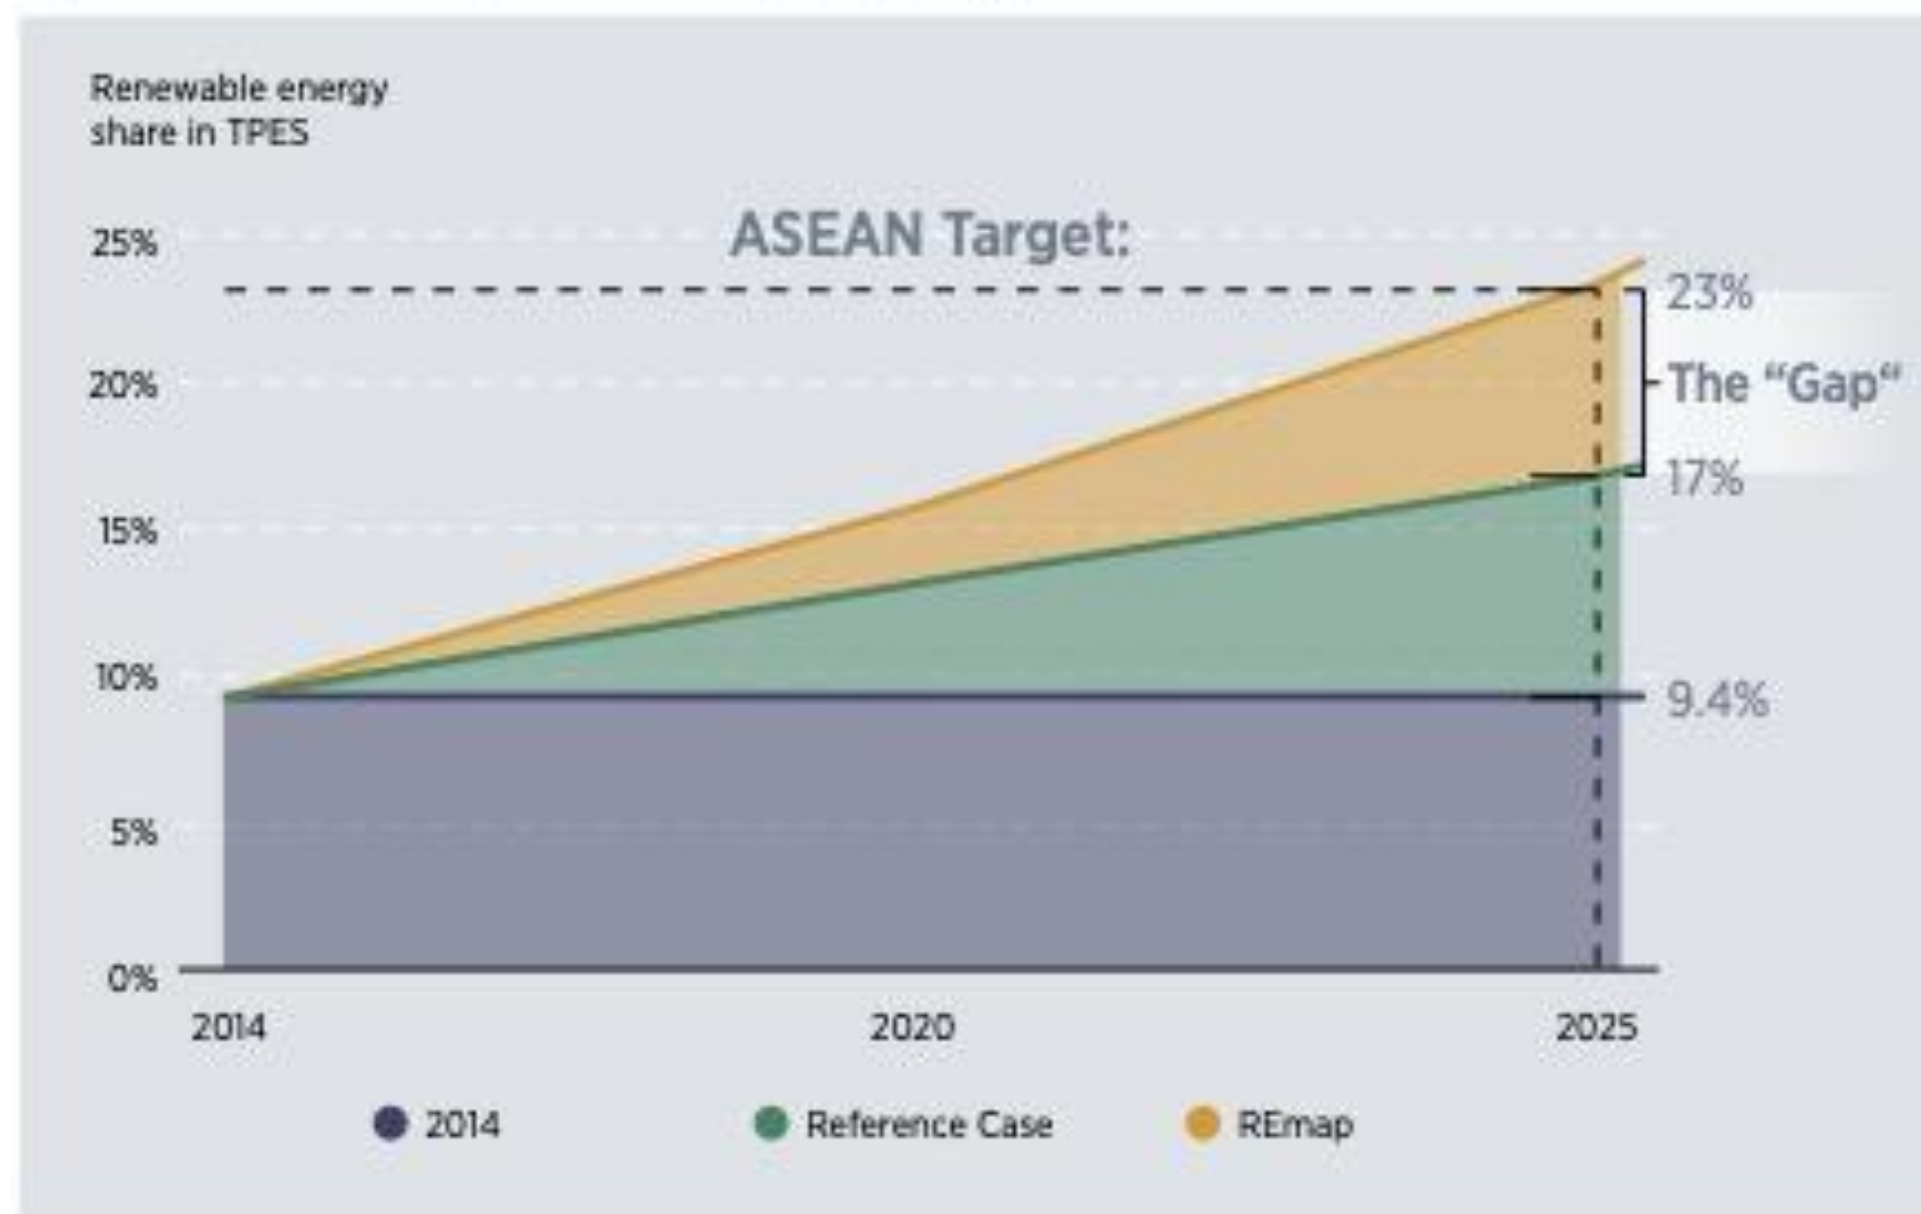 Renewable energy
share in TPES
ASEAN Target:
25%
23%
20%
The “Gap“
17%
15%
10%
9.4%
5%
0%
2014
2020
2025
2014
Reference Case
REmap